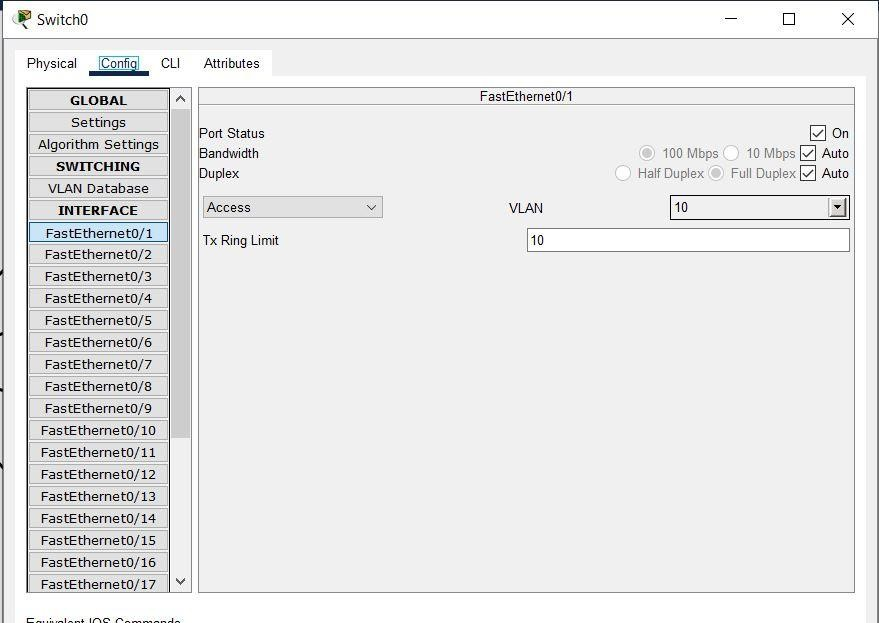 Switch0
Physical Config CLI Attributes
GLOBAL
Settings
Algorithm Settings
SWITCHING
VLAN Database
INTERFACE
FastEthernet0/1
FastEthernet0/2
FastEthernet0/3
FastEthernet0/4
FastEthernet0/5
FastEthernet0/6
FastEthernet0/7
FastEthernet0/8
FastEthernet0/9
FastEthernet0/10
FastEthernet0/11
FastEthernet0/12
FastEthernet0/13
FastEthernet0/14
FastEthernet0/15
FastEthernet0/16
FastEthernet0/17
FastEthernet0/1
Port Status On
Bandwidth 100 Mbps 10 Mbps Auto
Duplex Half Duplex Full Duplex Auto
Access VLAN 10
Tx Ring Limit 10
Equivalent IOS Commands